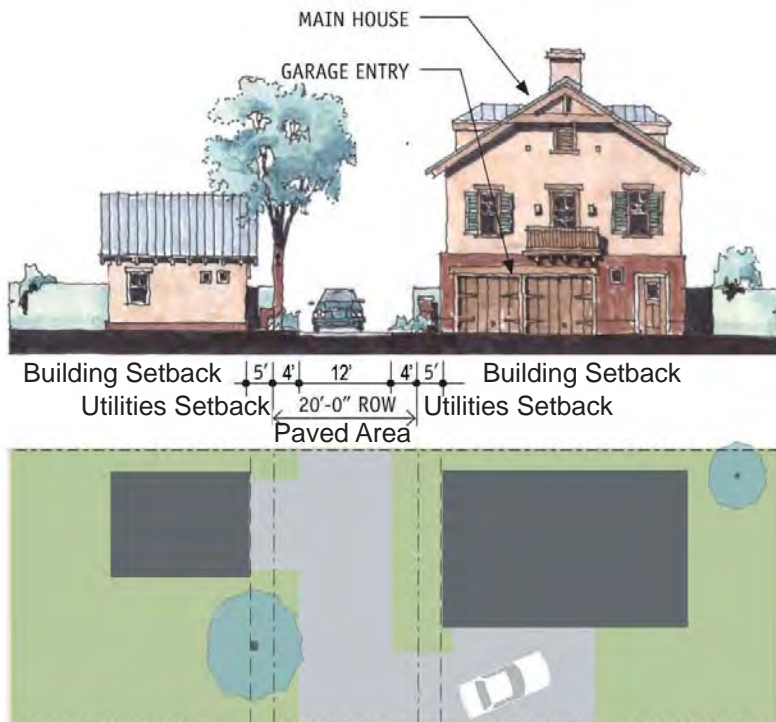 MAIN HOUSE
GARAGE ENTRY
Building Setback 5' 4' 12' 4' 5' Building Setback
Utilities Setback 20'-0" ROW Utilities Setback
Paved Area